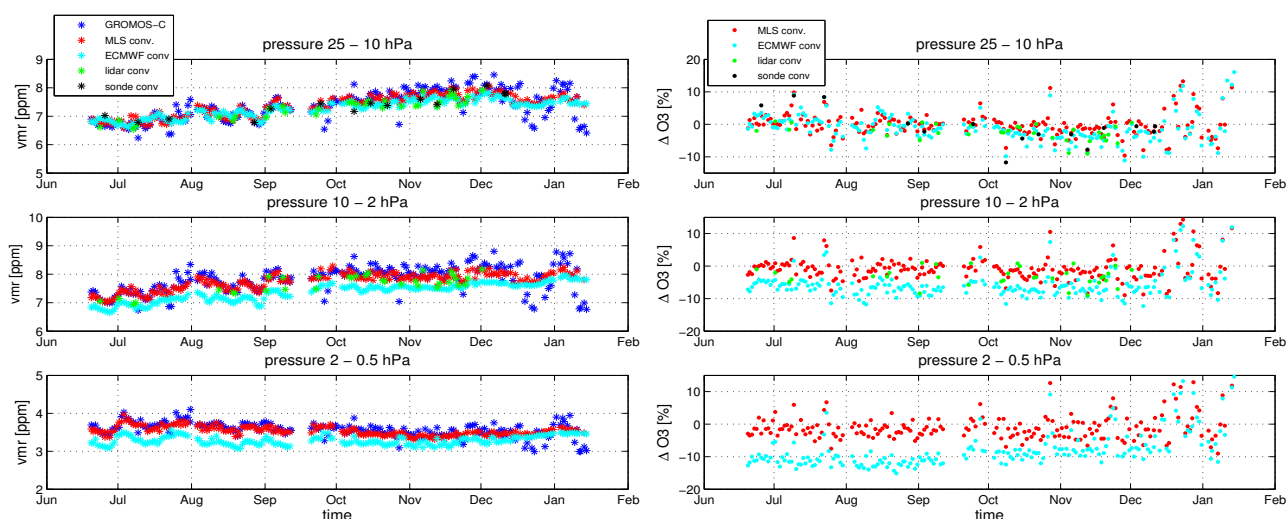 GROMOS−C
MLS conv.
ECMWF conv
lidar conv
sonde conv
pressure 25 − 10 hPa
vmr [ppm]
9
8
7
6
5
Jun Jul Aug Sep Oct Nov Dec Jan Feb
pressure 10 − 2 hPa
vmr [ppm]
10
9
8
7
6
Jun Jul Aug Sep Oct Nov Dec Jan Feb
pressure 2 − 0.5 hPa
vmr [ppm]
5
4
3
2
Jun Jul Aug Sep Oct Nov Dec Jan Feb
time
MLS conv.
ECMWF conv
lidar conv
sonde conv
pressure 25 − 10 hPa
Δ O3 [%]
20
10
0
−10
Jun Jul Aug Sep Oct Nov Dec Jan Feb
pressure 10 − 2 hPa
Δ O3 [%]
10
0
−10
−20
Jun Jul Aug Sep Oct Nov Dec Jan Feb
pressure 2 − 0.5 hPa
Δ O3 [%]
10
0
−10
−20
Jun Jul Aug Sep Oct Nov Dec Jan Feb
time